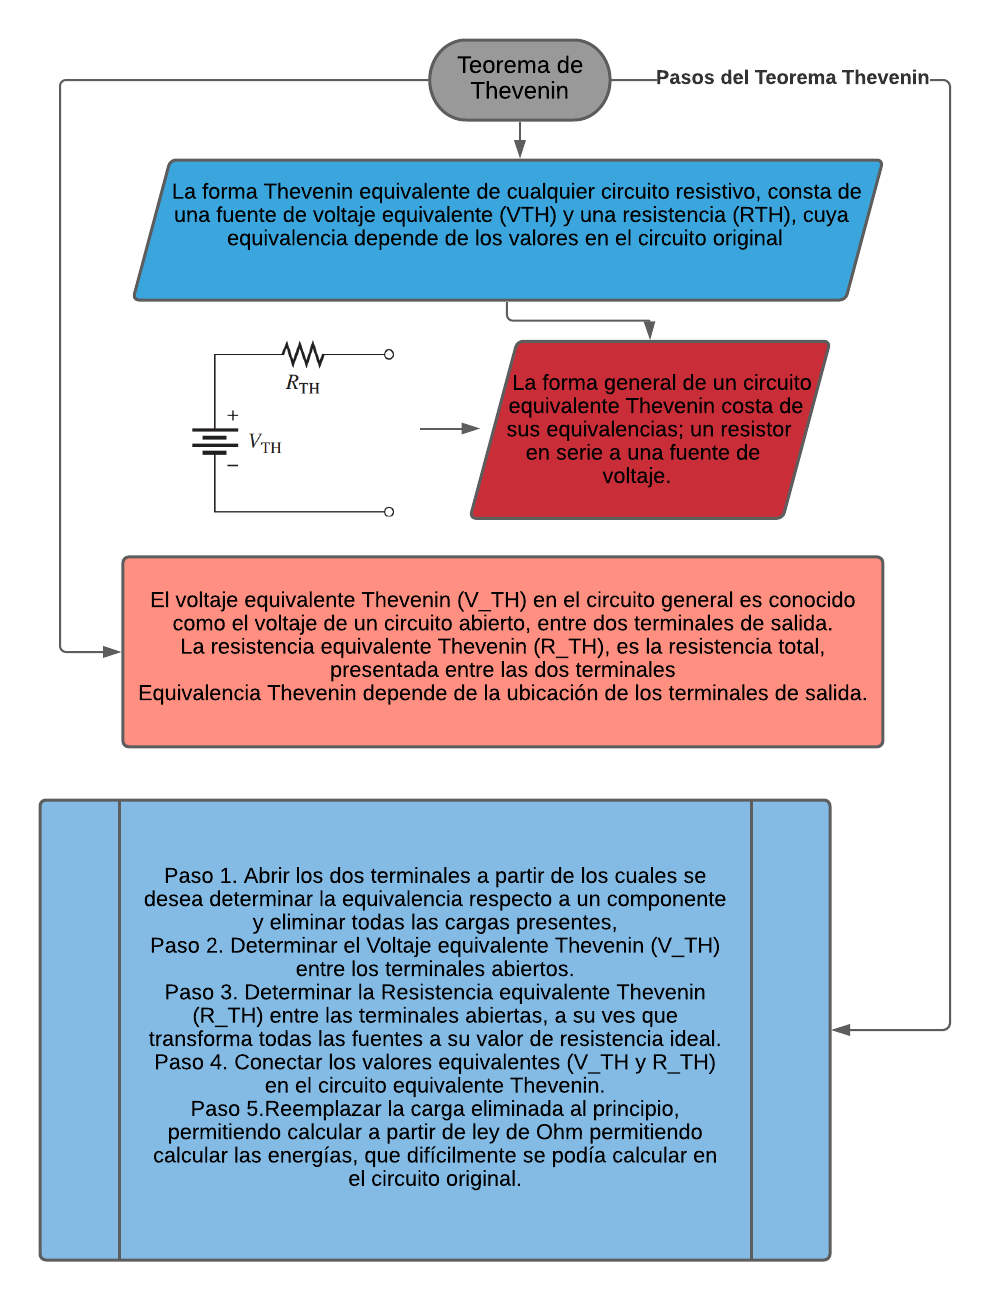 Teorema de
Thevenin
Pasos del Teorema Thevenin
La forma Thevenin equivalente de cualquier circuito resistivo, consta de
una fuente de voltaje equivalente (VTH) y una resistencia (RTH), cuya
equivalencia depende de los valores en el circuito original
R_TH
+
V_TH
−
La forma general de un circuito
equivalente Thevenin costa de
sus equivalencias; un resistor
en serie a una fuente de
voltaje.
El voltaje equivalente Thevenin (V_TH) en el circuito general es conocido
como el voltaje de un circuito abierto, entre dos terminales de salida.
La resistencia equivalente Thevenin (R_TH), es la resistencia total,
presentada entre las dos terminales
Equivalencia Thevenin depende de la ubicación de los terminales de salida.
Paso 1. Abrir los dos terminales a partir de los cuales se
desea determinar la equivalencia respecto a un componente
y eliminar todas las cargas presentes,
Paso 2. Determinar el Voltaje equivalente Thevenin (V_TH)
entre los terminales abiertos.
Paso 3. Determinar la Resistencia equivalente Thevenin
(R_TH) entre las terminales abiertas, a su ves que
transforma todas las fuentes a su valor de resistencia ideal.
Paso 4. Conectar los valores equivalentes (V_TH y R_TH)
en el circuito equivalente Thevenin.
Paso 5.Reemplazar la carga eliminada al principio,
permitiendo calcular a partir de ley de Ohm permitiendo
calcular las energías, que difícilmente se podía calcular en
el circuito original.